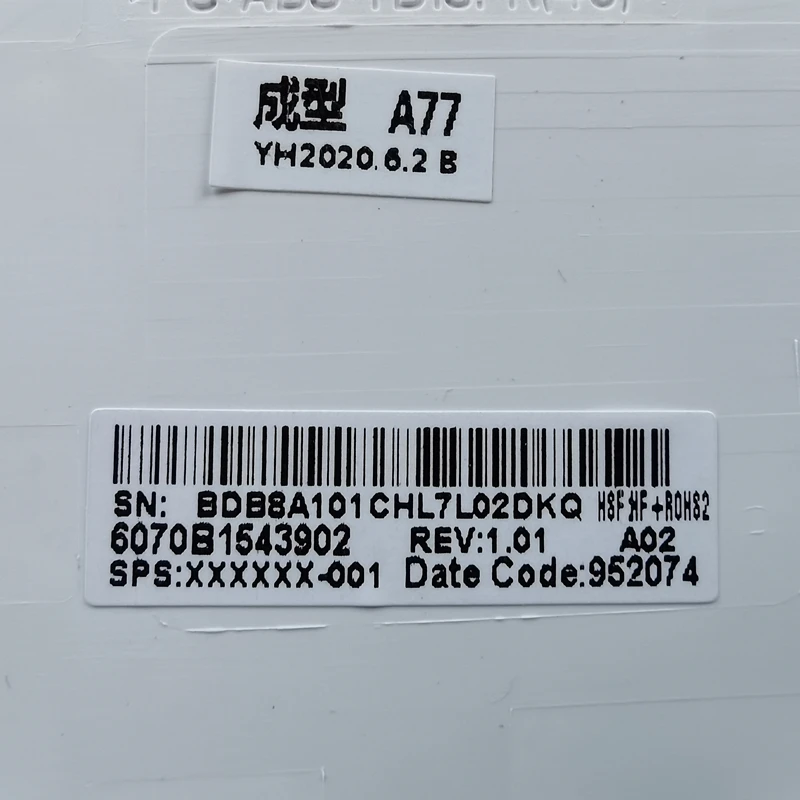 成型 A77
YH2020.6.2 B
SN: BDB8A101CHL7L02DKQ HSF:HF+ROHS2
6070B1543902 REV:1.01 A02
SPS:XXXXXX-001 Date Code:952074